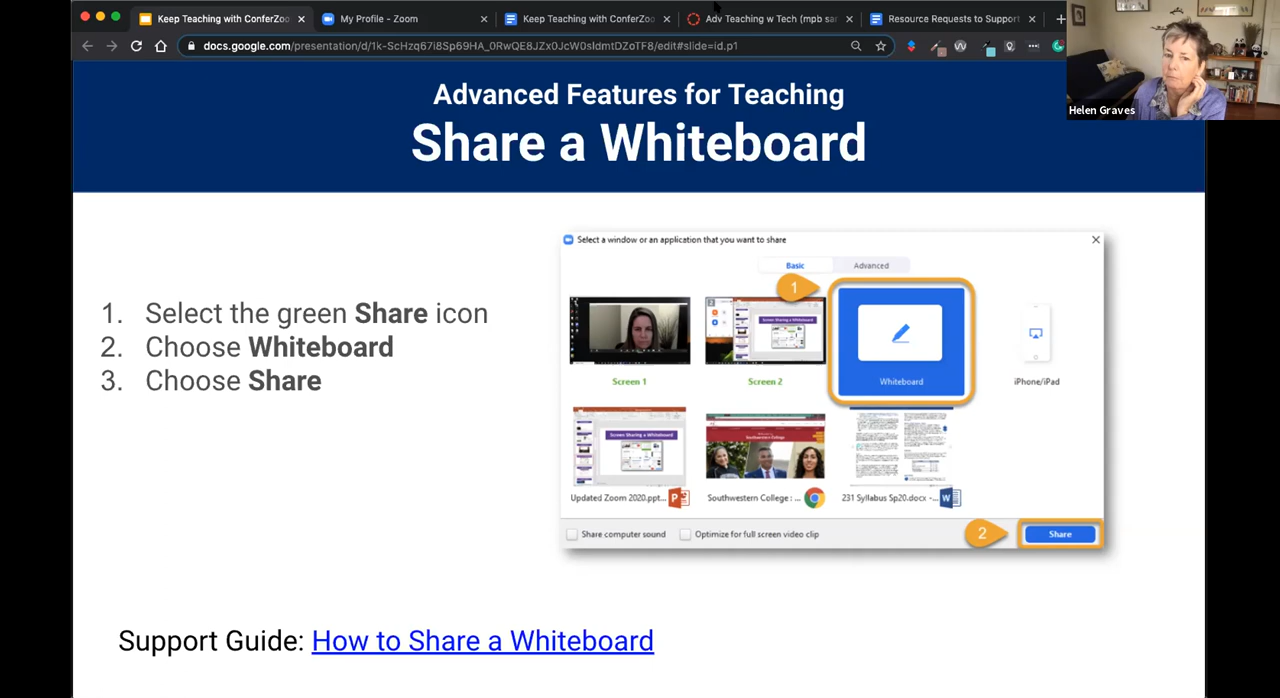 Keep Teaching with ConferZoo
My Profile - Zoom
Keep Teaching with ConferZoo
Adv Teaching w Tech (mpb sa
Resource Requests to Support
docs.google.com/presentation/d/1k-ScHzq67i8Sp69HA_0RwQE8JZx0JcW0sIdmtDZoTF8/edit#slide=id.p1
Helen Graves
Advanced Features for Teaching
Share a Whiteboard
1. Select the green Share icon
2. Choose Whiteboard
3. Choose Share
Select a window or an application that you want to share
Basic
Advanced
1
Screen 1
Screen 2
Whiteboard
iPhone/iPad
Screen Sharing a Whiteboard
Updated Zoom 2020.ppt...
Southwestern College : ...
231 Syllabus Sp20.docx -...
Share computer sound
Optimize for full screen video clip
2
Share
Support Guide: How to Share a Whiteboard